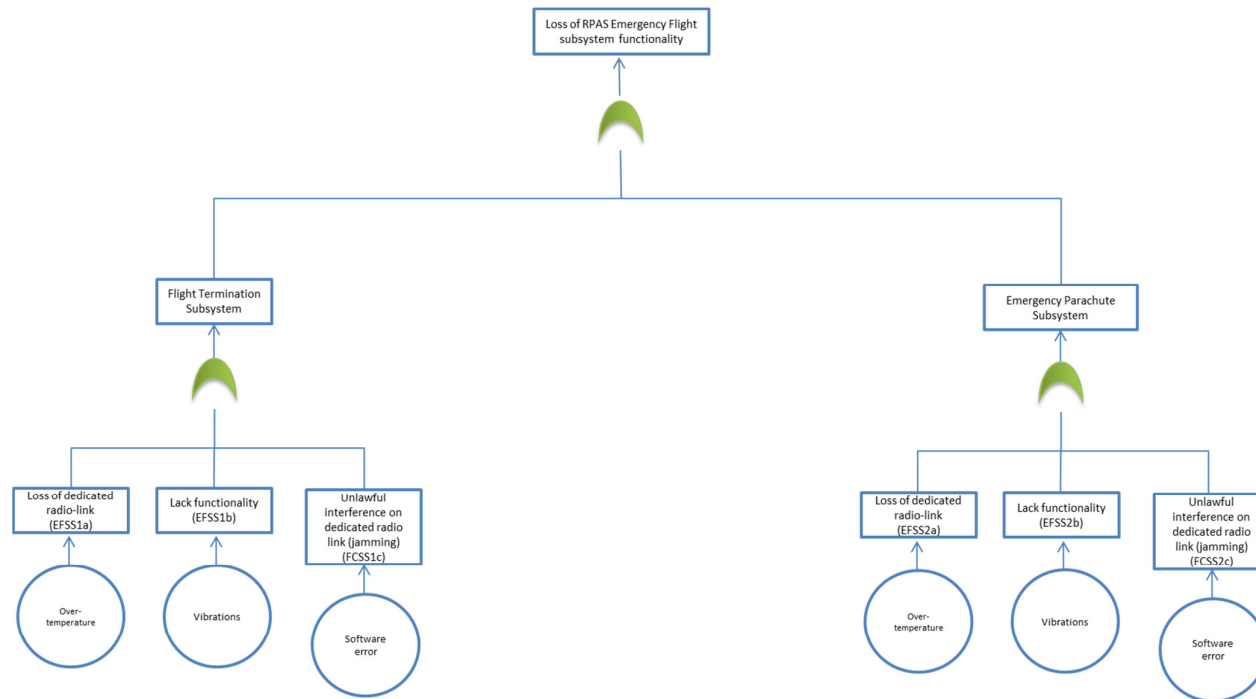 Loss of RPAS Emergency Flight
subsystem functionality
Flight Termination
Subsystem
Emergency Parachute
Subsystem
Loss of dedicated
radio-link
(EFSS1a)
Lack functionality
(EFSS1b)
Unlawful
interference on
dedicated radio
link (jamming)
(FCSS1c)
Loss of dedicated
radio-link
(EFSS2a)
Lack functionality
(EFSS2b)
Unlawful
interference on
dedicated radio
link (jamming)
(FCSS2c)
Over-
temperature
Vibrations
Software
error
Over-
temperature
Vibrations
Software
error